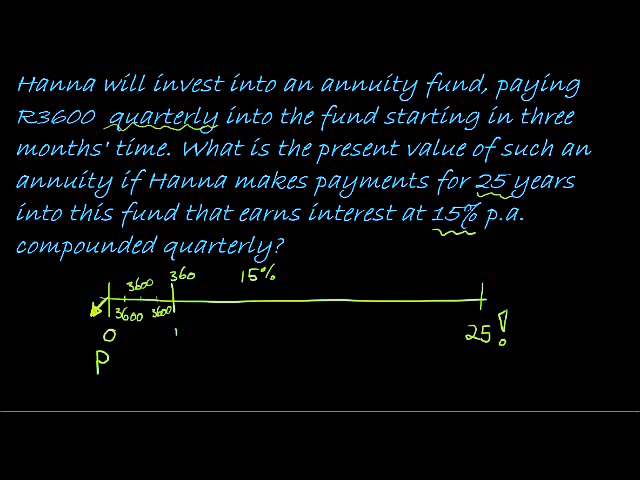 Hanna will invest into an annuity fund, paying
R3600 quarterly into the fund starting in three
months' time. What is the present value of such an
annuity if Hanna makes payments for 25 years
into this fund that earns interest at 15% p.a.
compounded quarterly?
3600 360 15%
3600 3600
0 1 25!
P